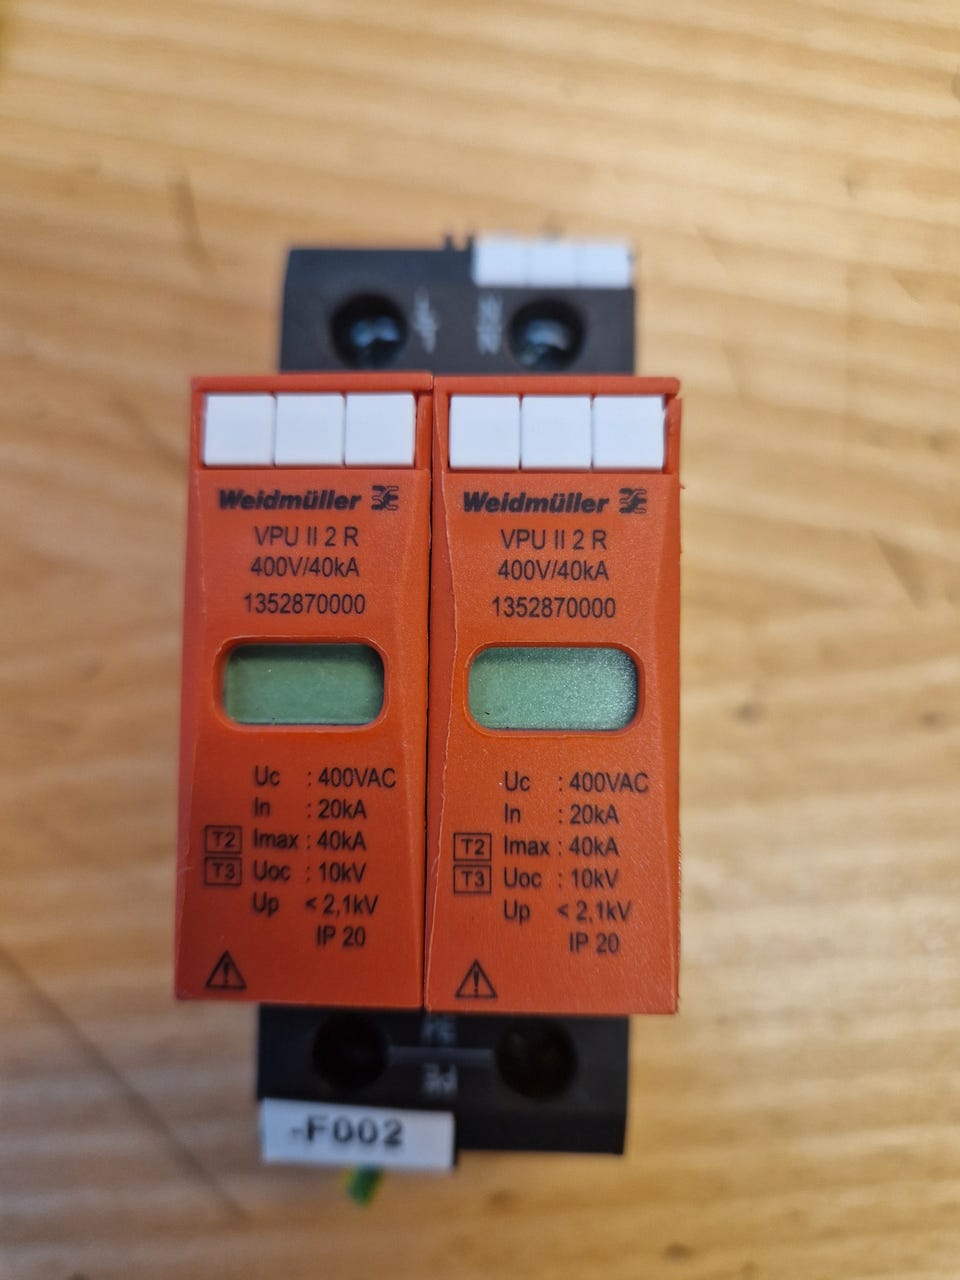 Weidmüller
VPU II 2 R
400V/40kA
1352870000
Uc : 400VAC
In : 20kA
T2 Imax : 40kA
T3 Uoc : 10kV
Up < 2,1kV
IP 20
Weidmüller
VPU II 2 R
400V/40kA
1352870000
Uc : 400VAC
In : 20kA
T2 Imax : 40kA
T3 Uoc : 10kV
Up < 2,1kV
IP 20
PE
-F002